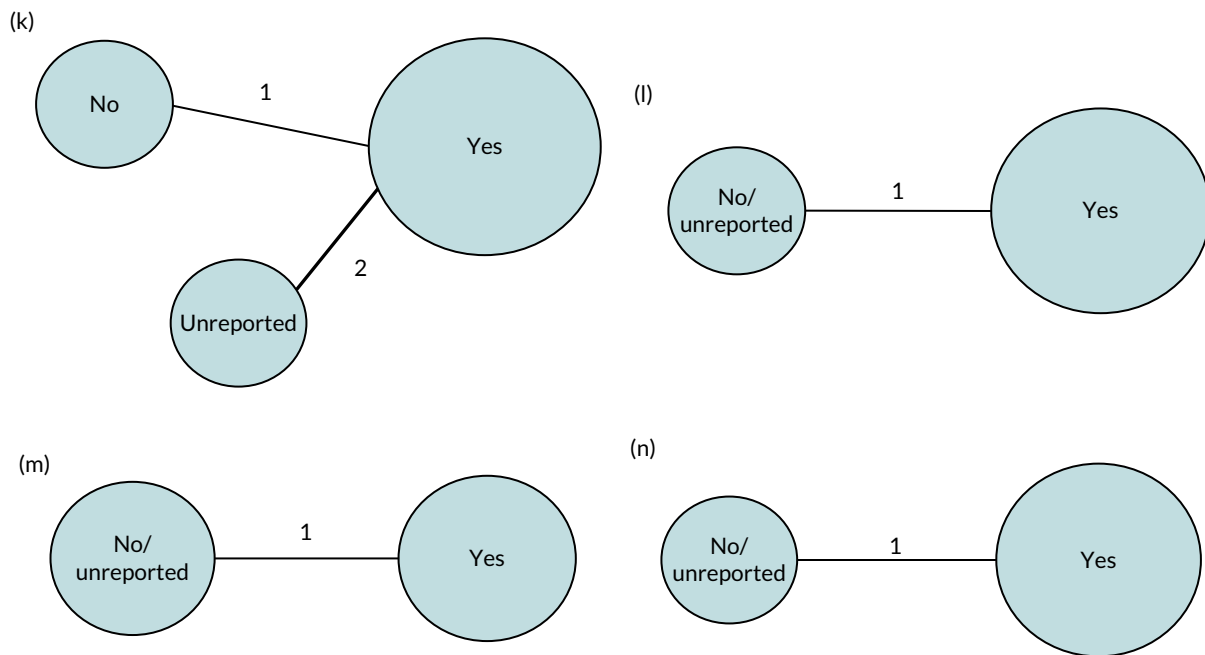 (k)
No
1
Yes
2
Unreported
(l)
No/
unreported
1
Yes
(m)
No/
unreported
1
Yes
(n)
No/
unreported
1
Yes